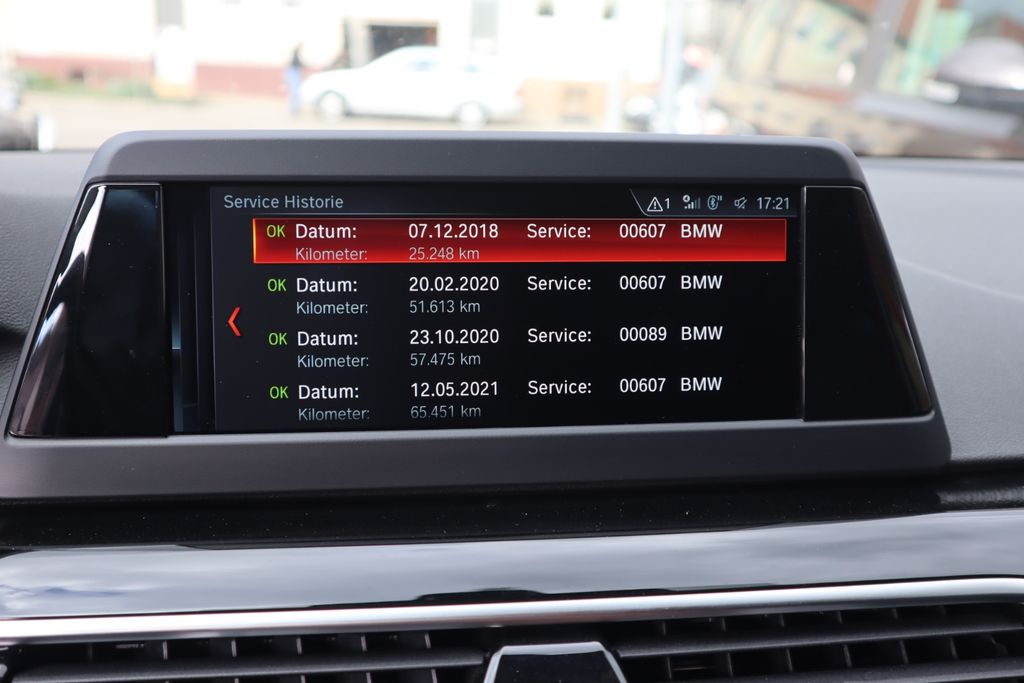 Service Historie 1 17:21
OK Datum: 07.12.2018 Service: 00607 BMW
Kilometer: 25.248 km
OK Datum: 20.02.2020 Service: 00607 BMW
Kilometer: 51.613 km
OK Datum: 23.10.2020 Service: 00089 BMW
Kilometer: 57.475 km
OK Datum: 12.05.2021 Service: 00607 BMW
Kilometer: 65.451 km